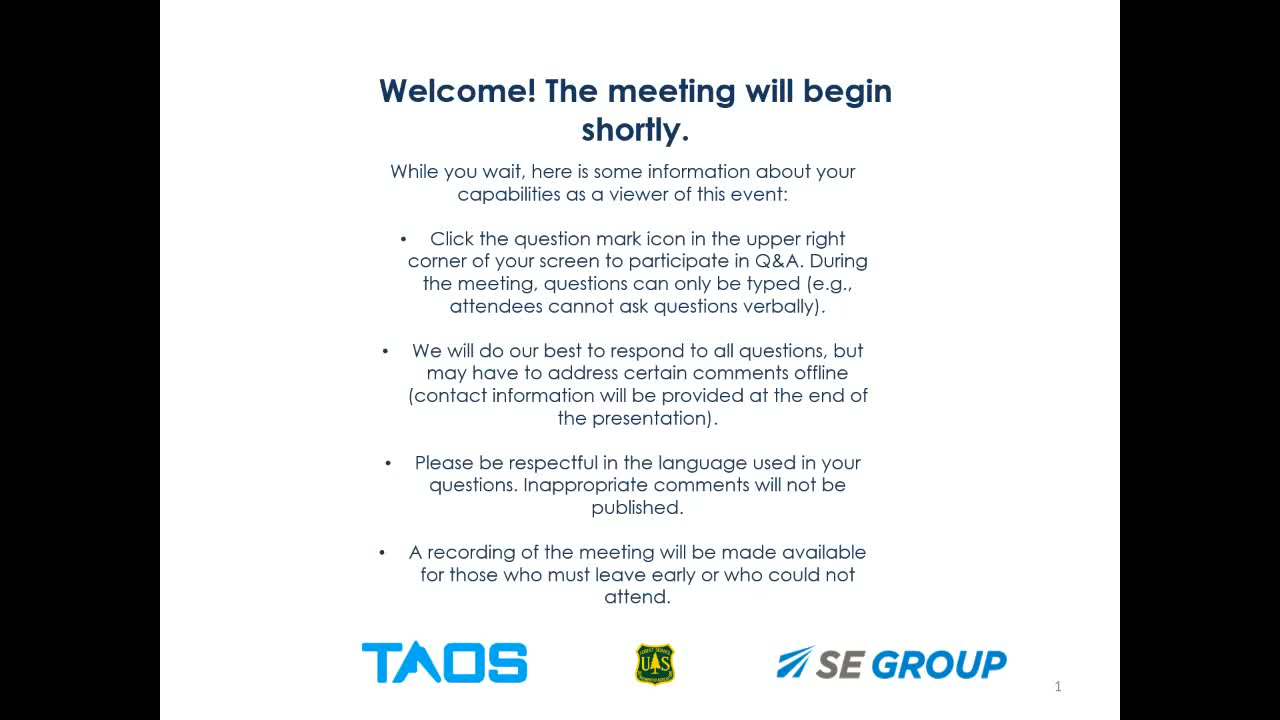 Welcome! The meeting will begin
shortly.
While you wait, here is some information about your
capabilities as a viewer of this event:
• Click the question mark icon in the upper right
corner of your screen to participate in Q&A. During
the meeting, questions can only be typed (e.g.,
attendees cannot ask questions verbally).
• We will do our best to respond to all questions, but
may have to address certain comments offline
(contact information will be provided at the end of
the presentation).
• Please be respectful in the language used in your
questions. Inappropriate comments will not be
published.
• A recording of the meeting will be made available
for those who must leave early or who could not
attend.
TAOS
FOREST SERVICE
U S
SE GROUP
1